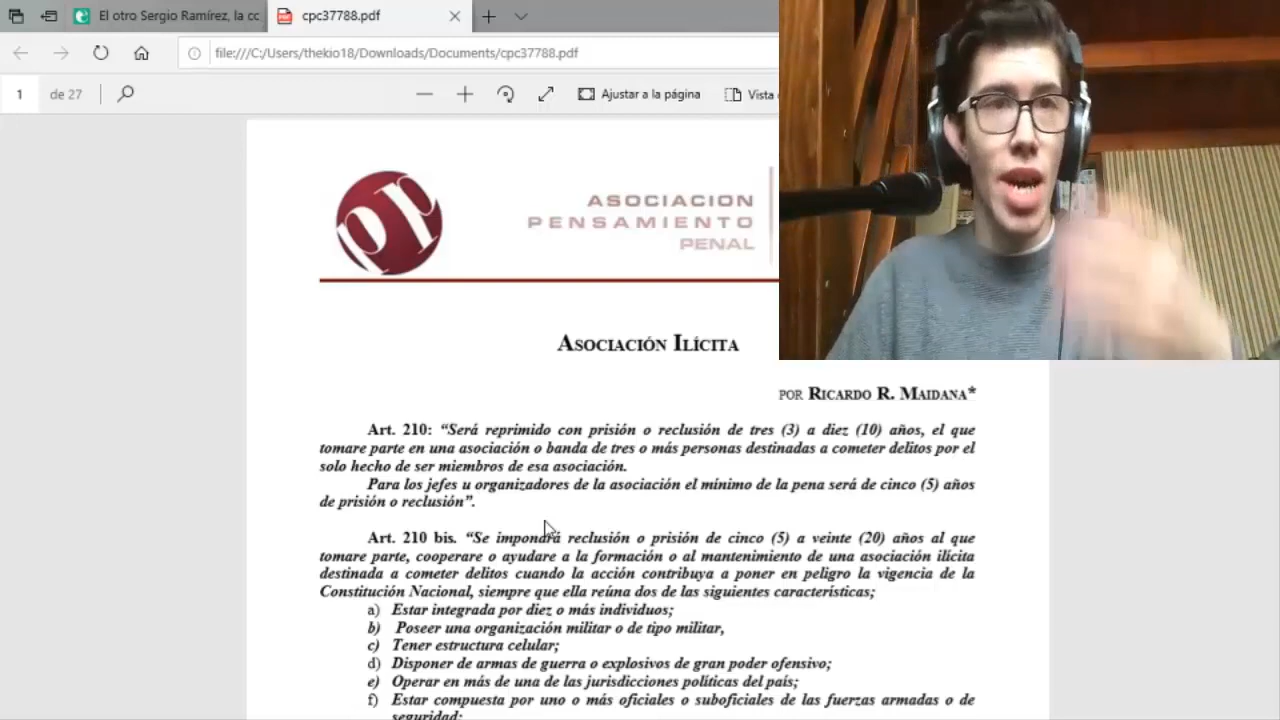 El otro Sergio Ramírez, la co
cpc37788.pdf
file:///C:/Users/thekio18/Downloads/Documents/cpc37788.pdf
1 de 27
Ajustar a la página
Vista
op
ASOCIACION
PENSAMIENTO
PENAL
ASOCIACIÓN ILÍCITA
POR RICARDO R. MAIDANA*
Art. 210: “Será reprimido con prisión o reclusión de tres (3) a diez (10) años, el que
tomare parte en una asociación o banda de tres o más personas destinadas a cometer delitos por el
solo hecho de ser miembros de esa asociación.
Para los jefes u organizadores de la asociación el mínimo de la pena será de cinco (5) años
de prisión o reclusión”.
Art. 210 bis. “Se impondrá reclusión o prisión de cinco (5) a veinte (20) años al que
tomare parte, cooperare o ayudare a la formación o al mantenimiento de una asociación ilícita
destinada a cometer delitos cuando la acción contribuya a poner en peligro la vigencia de la
Constitución Nacional, siempre que ella reúna dos de las siguientes características;
a) Estar integrada por diez o más individuos;
b) Poseer una organización militar o de tipo militar,
c) Tener estructura celular;
d) Disponer de armas de guerra o explosivos de gran poder ofensivo;
e) Operar en más de una de las jurisdicciones políticas del país;
f) Estar compuesta por uno o más oficiales o suboficiales de las fuerzas armadas o de
seguridad;